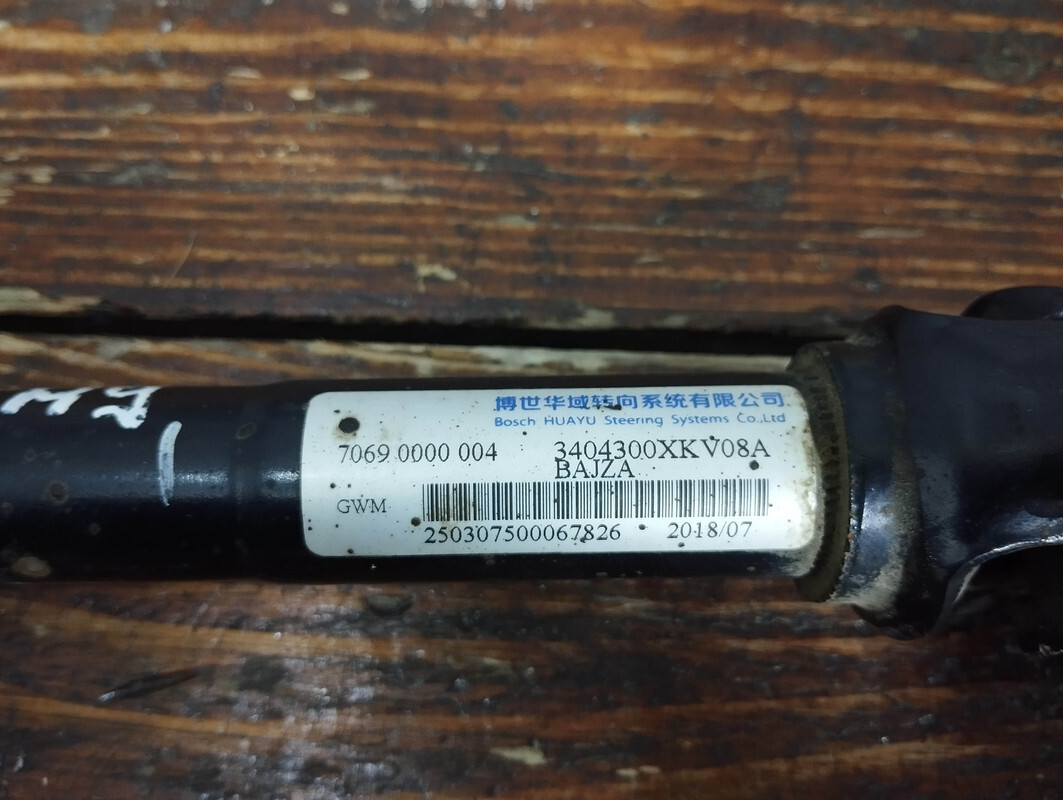 博世华域转向系统有限公司
Bosch HUAYU Steering Systems Co.,Ltd
7069 0000 004 3404300XKV08A
BAJZA
GWM
250307500067826 2018/07